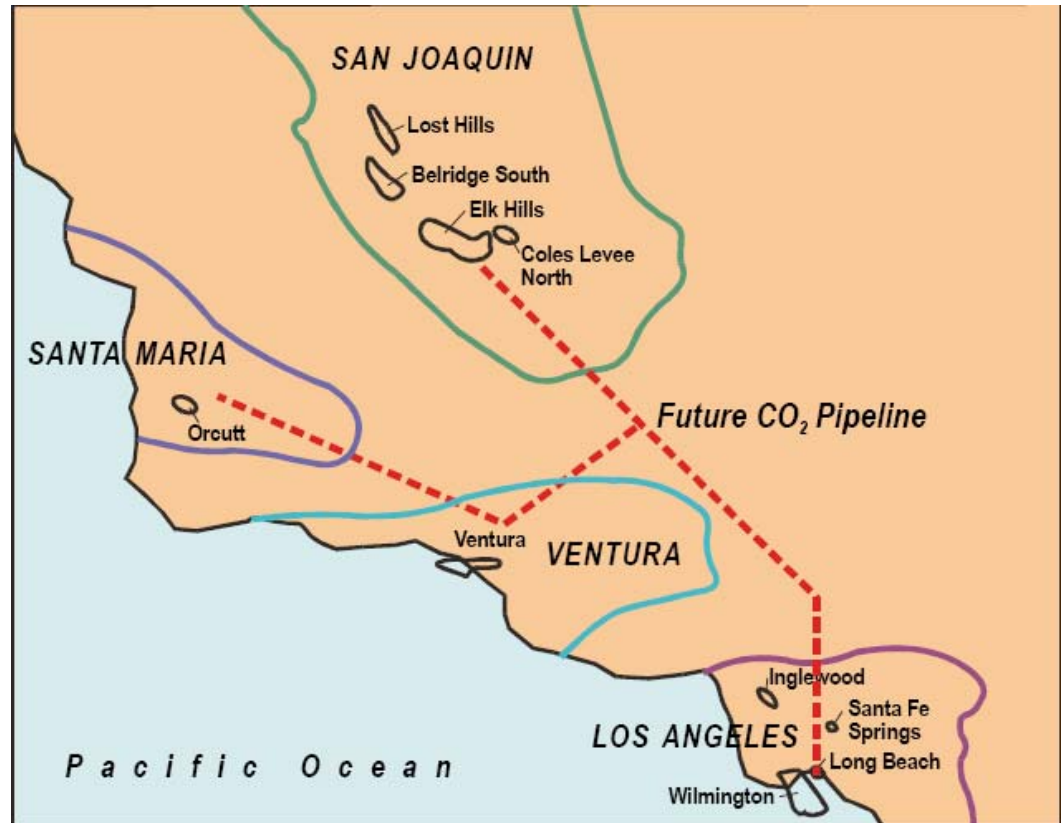 SAN JOAQUIN
Lost Hills
Belridge South
Elk Hills
Coles Levee
North
SANTA MARIA
Orcutt
Future CO₂ Pipeline
Ventura
VENTURA
Inglewood
Santa Fe
Springs
LOS ANGELES
Long Beach
Pacific Ocean
Wilmington